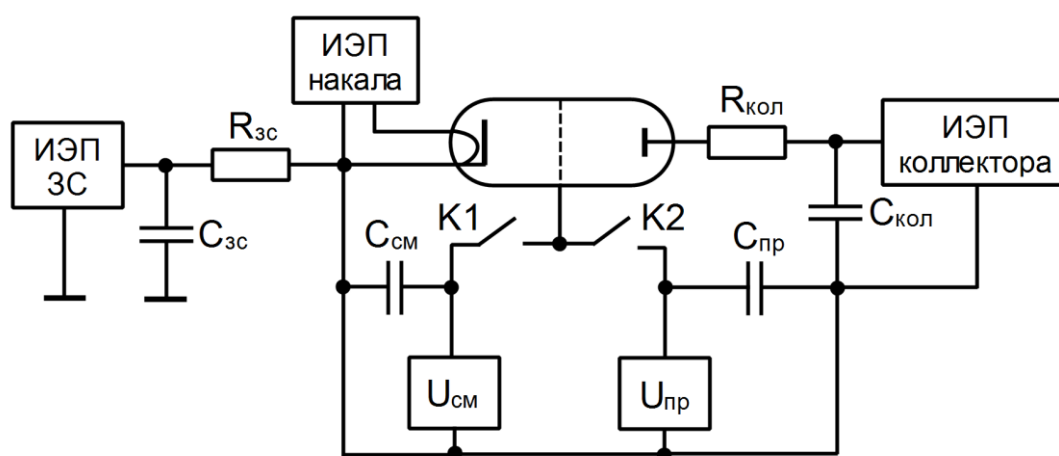 ИЭП
накала
Rзс
ИЭП
ЗС
Cзс
Rкол
ИЭП
коллектора
Cкол
K1
K2
Cсм
Cпр
Uсм
Uпр